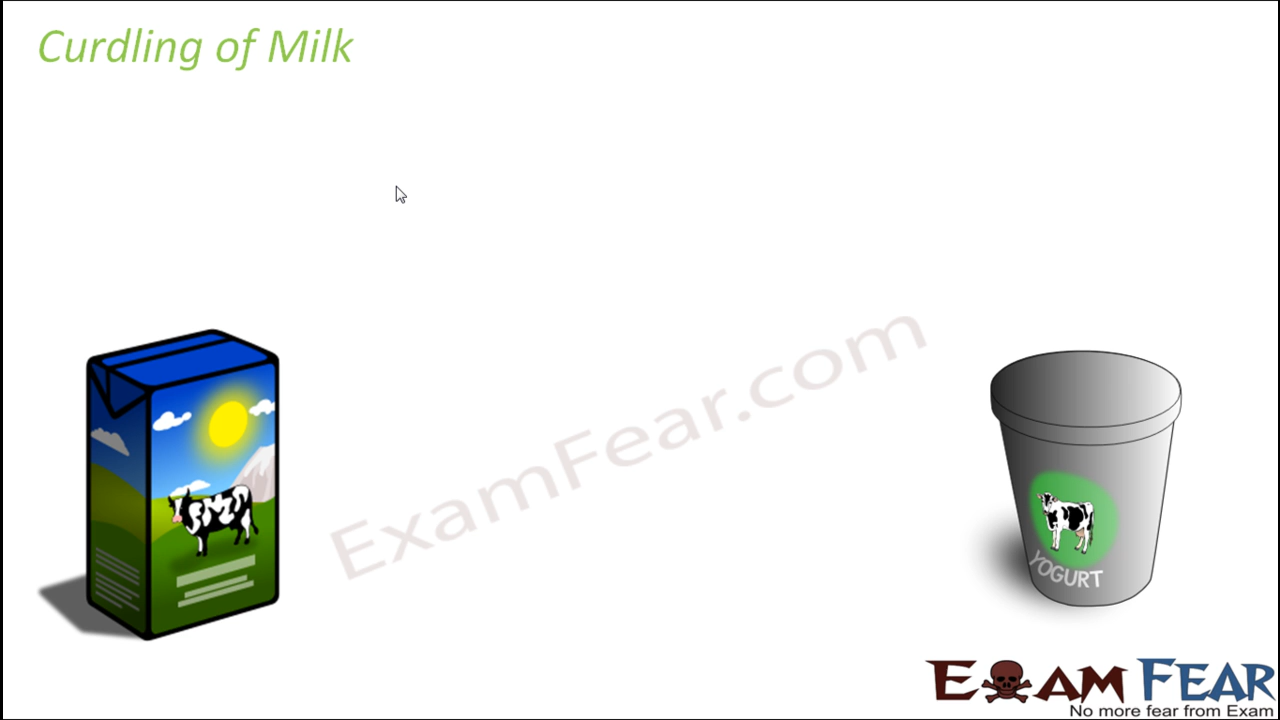 Curdling of Milk
ExamFear.com
YOGURT
EXAM FEAR
No more fear from Exam